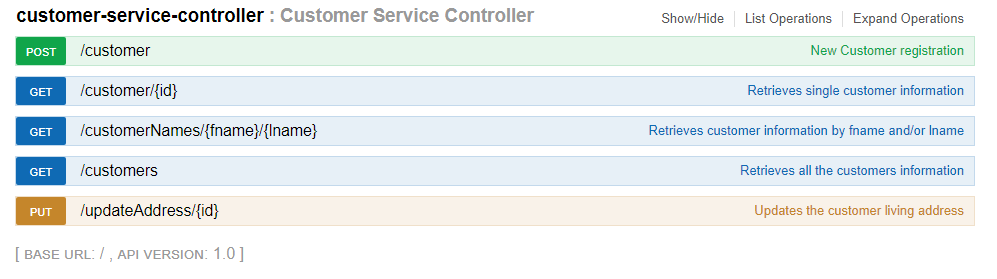 customer-service-controller : Customer Service Controller Show/Hide List Operations Expand Operations
POST /customer New Customer registration
GET /customer/{id} Retrieves single customer information
GET /customerNames/{fname}/{lname} Retrieves customer information by fname and/or lname
GET /customers Retrieves all the customers information
PUT /updateAddress/{id} Updates the customer living address
[ BASE URL: / , API VERSION: 1.0 ]